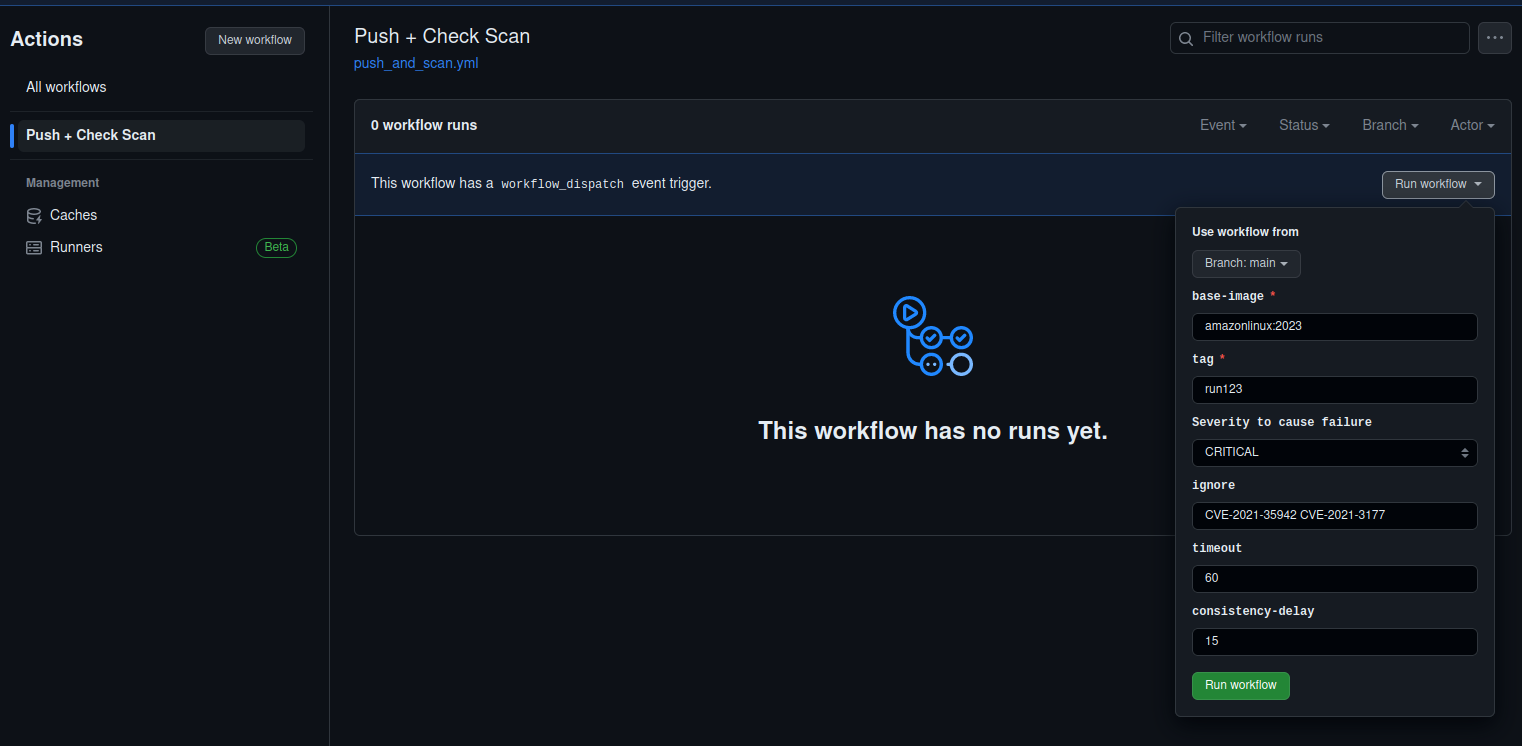 Actions
New workflow
All workflows
Push + Check Scan
Management
Caches
Runners
Beta
Push + Check Scan
push_and_scan.yml
Filter workflow runs
0 workflow runs
Event
Status
Branch
Actor
This workflow has a workflow_dispatch event trigger.
Run workflow
This workflow has no runs yet.
Use workflow from
Branch: main
base-image *
amazonlinux:2023
tag *
run123
Severity to cause failure
CRITICAL
ignore
CVE-2021-35942 CVE-2021-3177
timeout
60
consistency-delay
15
Run workflow